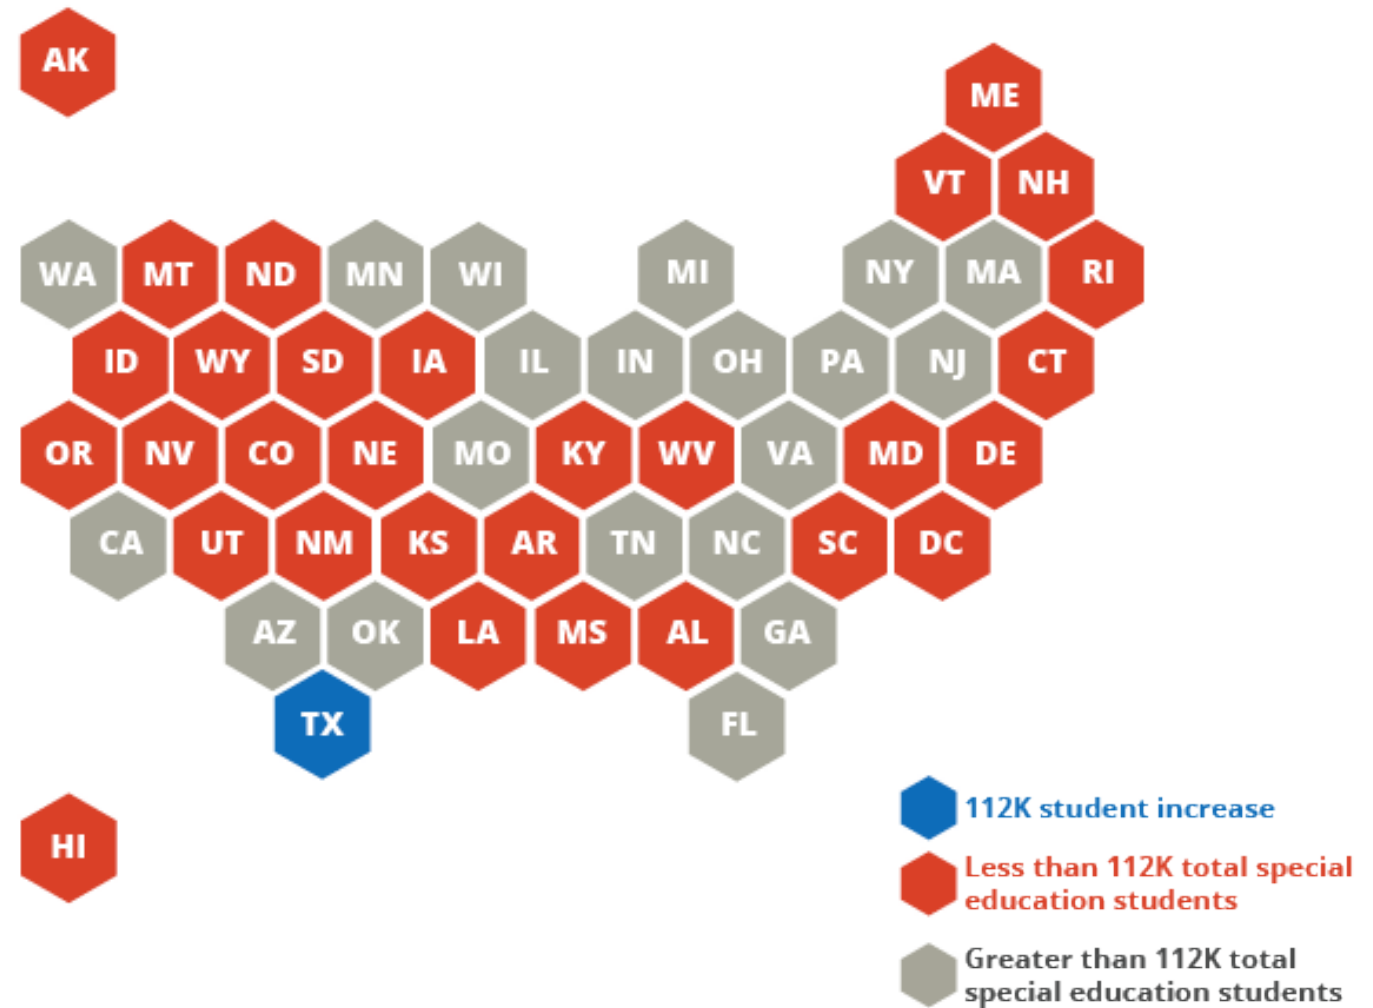 AK
ME
VT NH
WA MT ND MN WI MI NY MA RI
ID WY SD IA IL IN OH PA NJ CT
OR NV CO NE MO KY WV VA MD DE
CA UT NM KS AR TN NC SC DC
AZ OK LA MS AL GA
TX FL
HI
112K student increase
Less than 112K total special
education students
Greater than 112K total
special education students